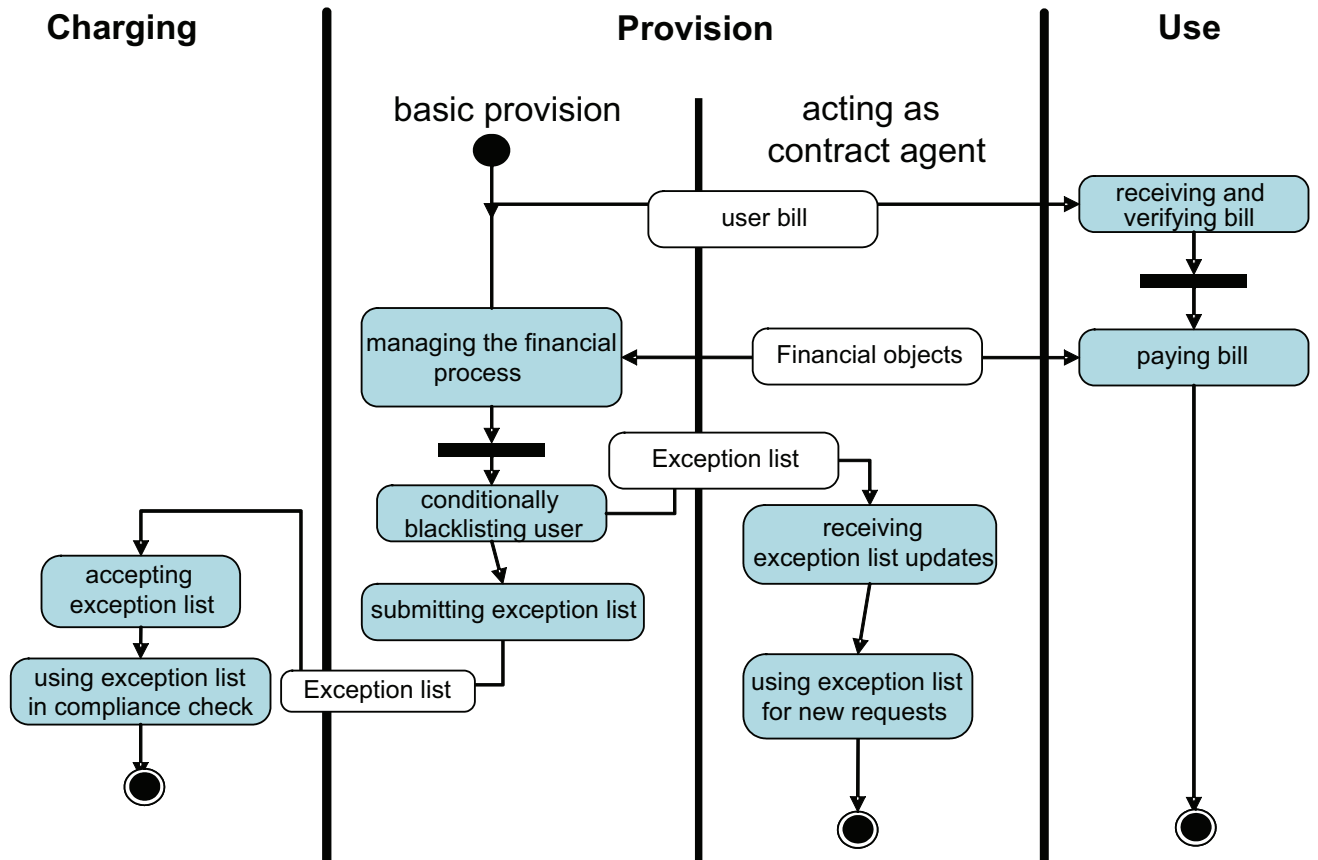 Charging
Provision
Use
basic provision
acting as
contract agent
user bill
receiving and
verifying bill
managing the financial
process
Financial objects
paying bill
Exception list
conditionally
blacklisting user
receiving
exception list updates
accepting
exception list
submitting exception list
using exception list
in compliance check
Exception list
using exception list
for new requests